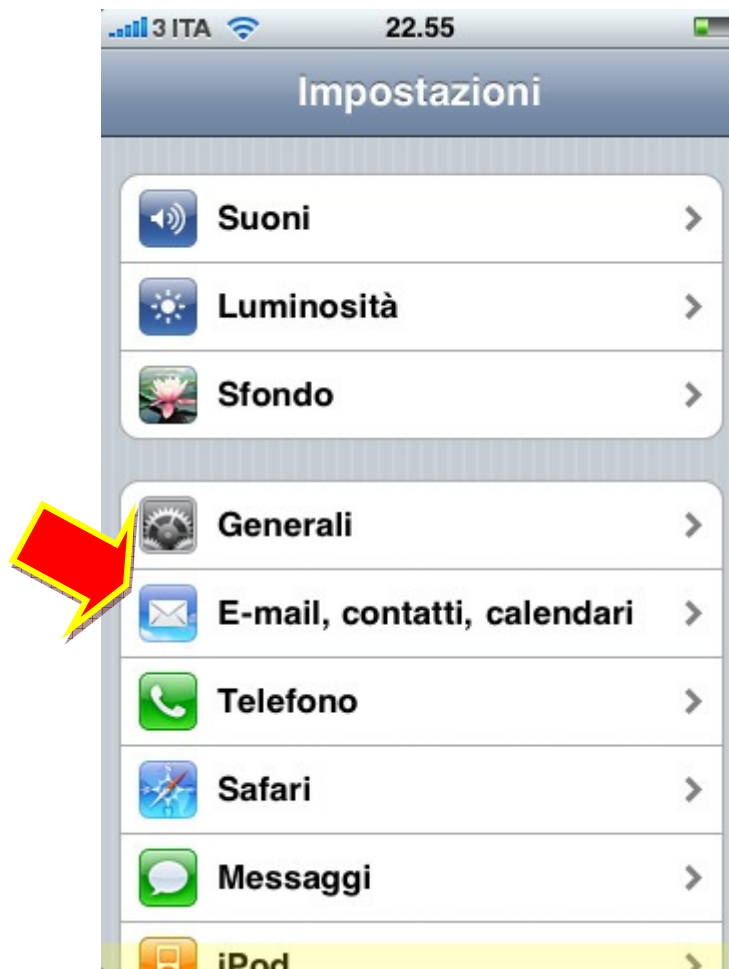 3 ITA 22.55
Impostazioni
Suoni
Luminosità
Sfondo
Generali
E-mail, contatti, calendari
Telefono
Safari
Messaggi
iPod